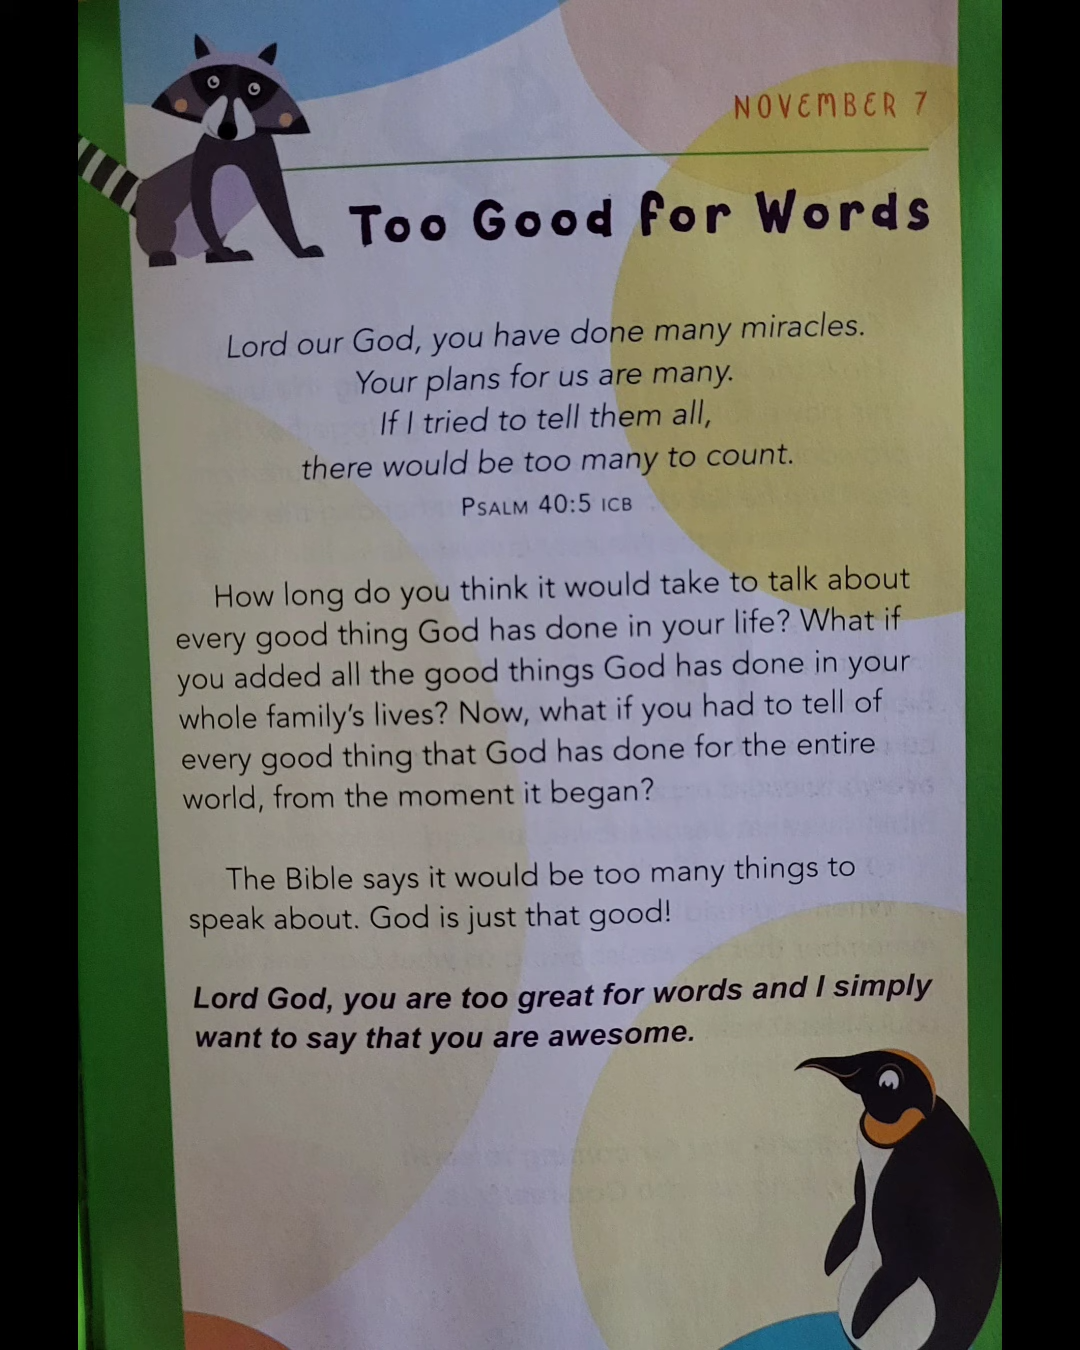 NOVEMBER 7
Too Good for Words
Lord our God, you have done many miracles.
Your plans for us are many.
If I tried to tell them all,
there would be too many to count.
PSALM 40:5 ICB
How long do you think it would take to talk about
every good thing God has done in your life? What if
you added all the good things God has done in your
whole family's lives? Now, what if you had to tell of
every good thing that God has done for the entire
world, from the moment it began?
The Bible says it would be too many things to
speak about. God is just that good!
Lord God, you are too great for words and I simply
want to say that you are awesome.